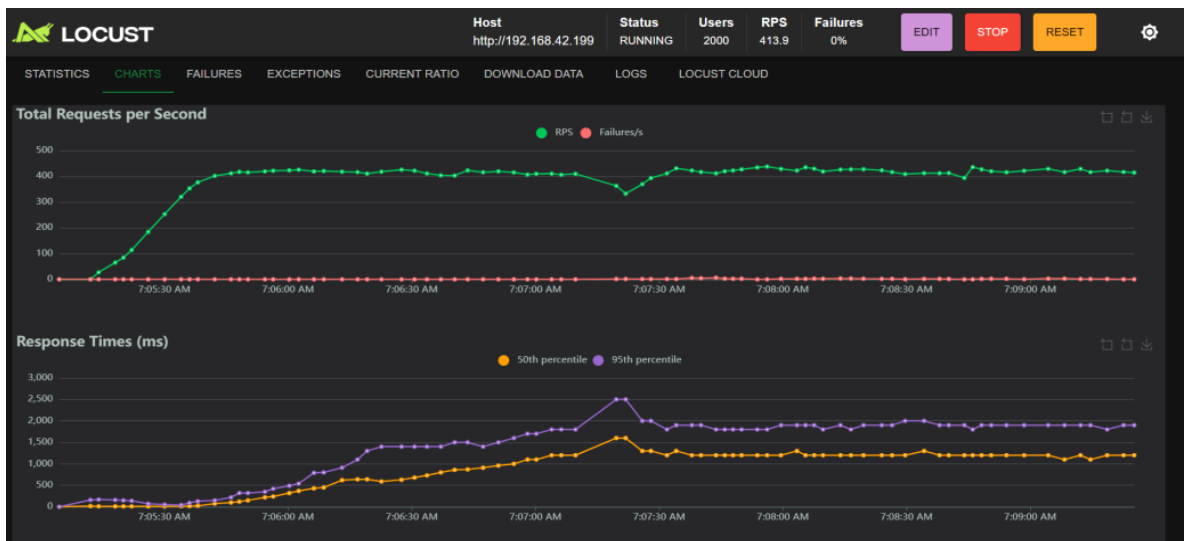 LOCUST
Host
http://192.168.42.199
Status
RUNNING
Users
2000
RPS
413.9
Failures
0%
EDIT
STOP
RESET
STATISTICS
CHARTS
FAILURES
EXCEPTIONS
CURRENT RATIO
DOWNLOAD DATA
LOGS
LOCUST CLOUD
Total Requests per Second
RPS Failures/s
500
400
300
200
100
0
7:05:30 AM 7:06:00 AM 7:06:30 AM 7:07:00 AM 7:07:30 AM 7:08:00 AM 7:08:30 AM 7:09:00 AM
Response Times (ms)
50th percentile 95th percentile
3,000
2,500
2,000
1,500
1,000
500
0
7:05:30 AM 7:06:00 AM 7:06:30 AM 7:07:00 AM 7:07:30 AM 7:08:00 AM 7:08:30 AM 7:09:00 AM